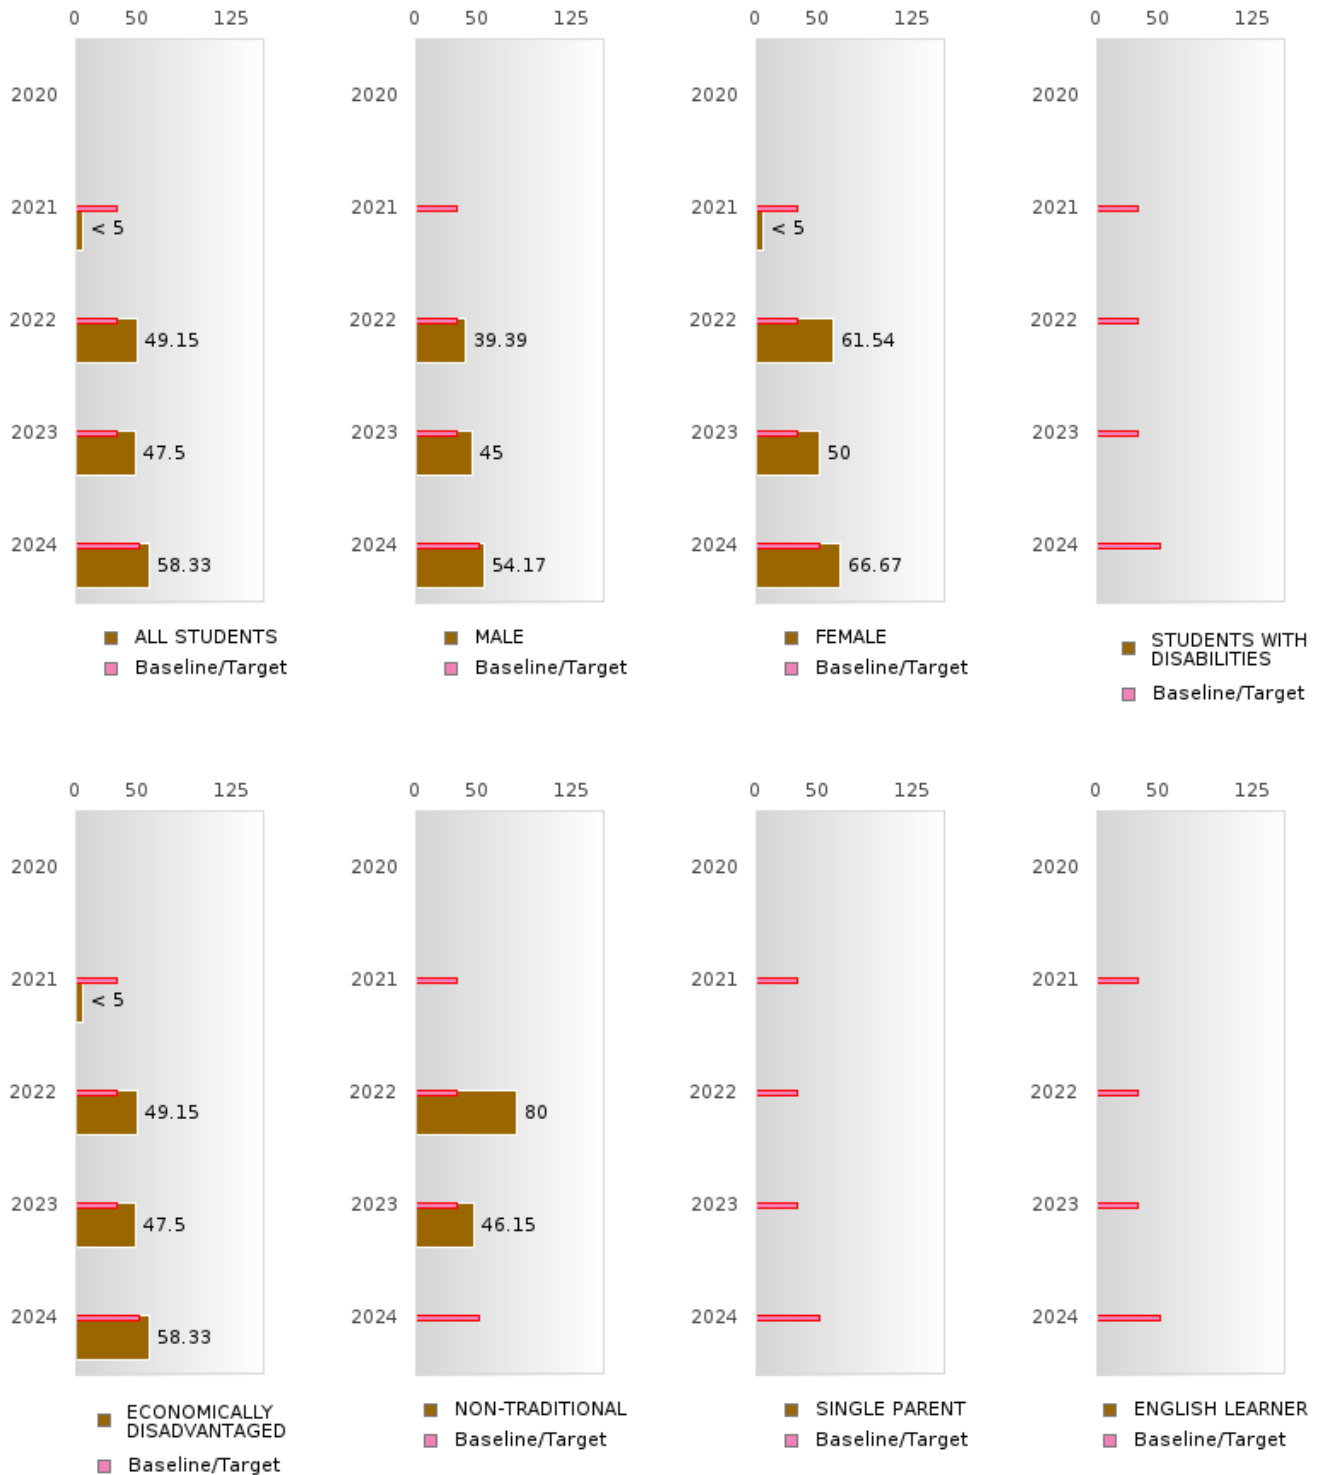 0 50 125
2020
2021
< 5
2022
49.15
2023
47.5
2024
58.33
ALL STUDENTS
Baseline/Target
0 50 125
2020
2021
2022
39.39
2023
45
2024
54.17
MALE
Baseline/Target
0 50 125
2020
2021
< 5
2022
61.54
2023
50
2024
66.67
FEMALE
Baseline/Target
0 50 125
2020
2021
2022
2023
2024
STUDENTS WITH
DISABILITIES
Baseline/Target
0 50 125
2020
2021
< 5
2022
49.15
2023
47.5
2024
58.33
ECONOMICALLY
DISADVANTAGED
Baseline/Target
0 50 125
2020
2021
2022
80
2023
46.15
2024
NON-TRADITIONAL
Baseline/Target
0 50 125
2020
2021
2022
2023
2024
SINGLE PARENT
Baseline/Target
0 50 125
2020
2021
2022
2023
2024
ENGLISH LEARNER
Baseline/Target